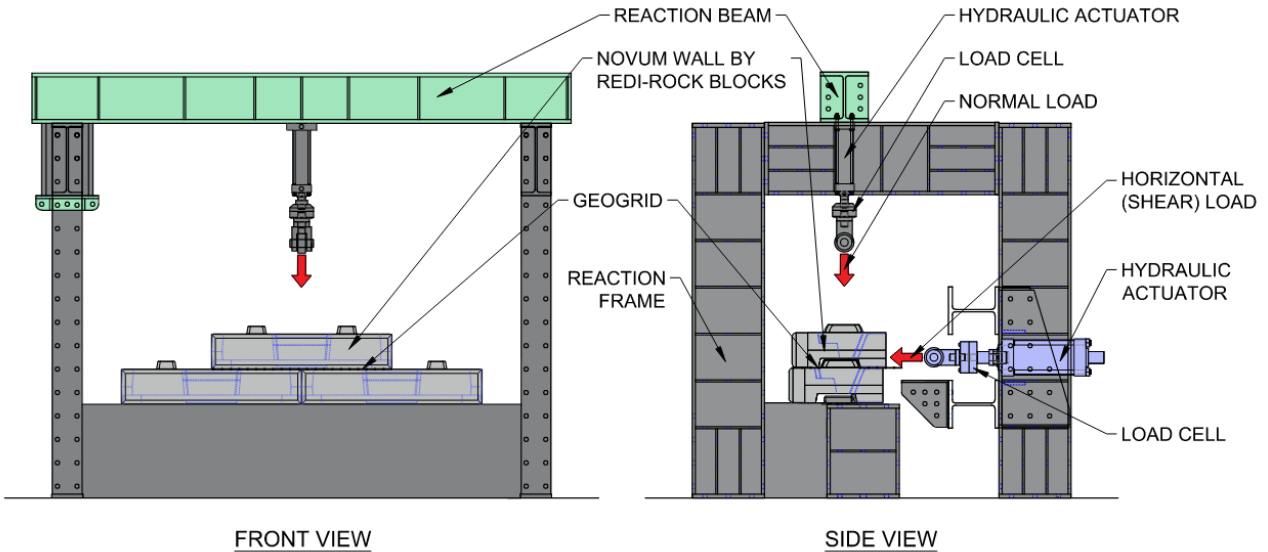 REACTION BEAM
NOVUM WALL BY
REDI-ROCK BLOCKS
GEOGRID
REACTION
FRAME
HYDRAULIC ACTUATOR
LOAD CELL
NORMAL LOAD
HORIZONTAL
(SHEAR) LOAD
HYDRAULIC
ACTUATOR
LOAD CELL
FRONT VIEW
SIDE VIEW